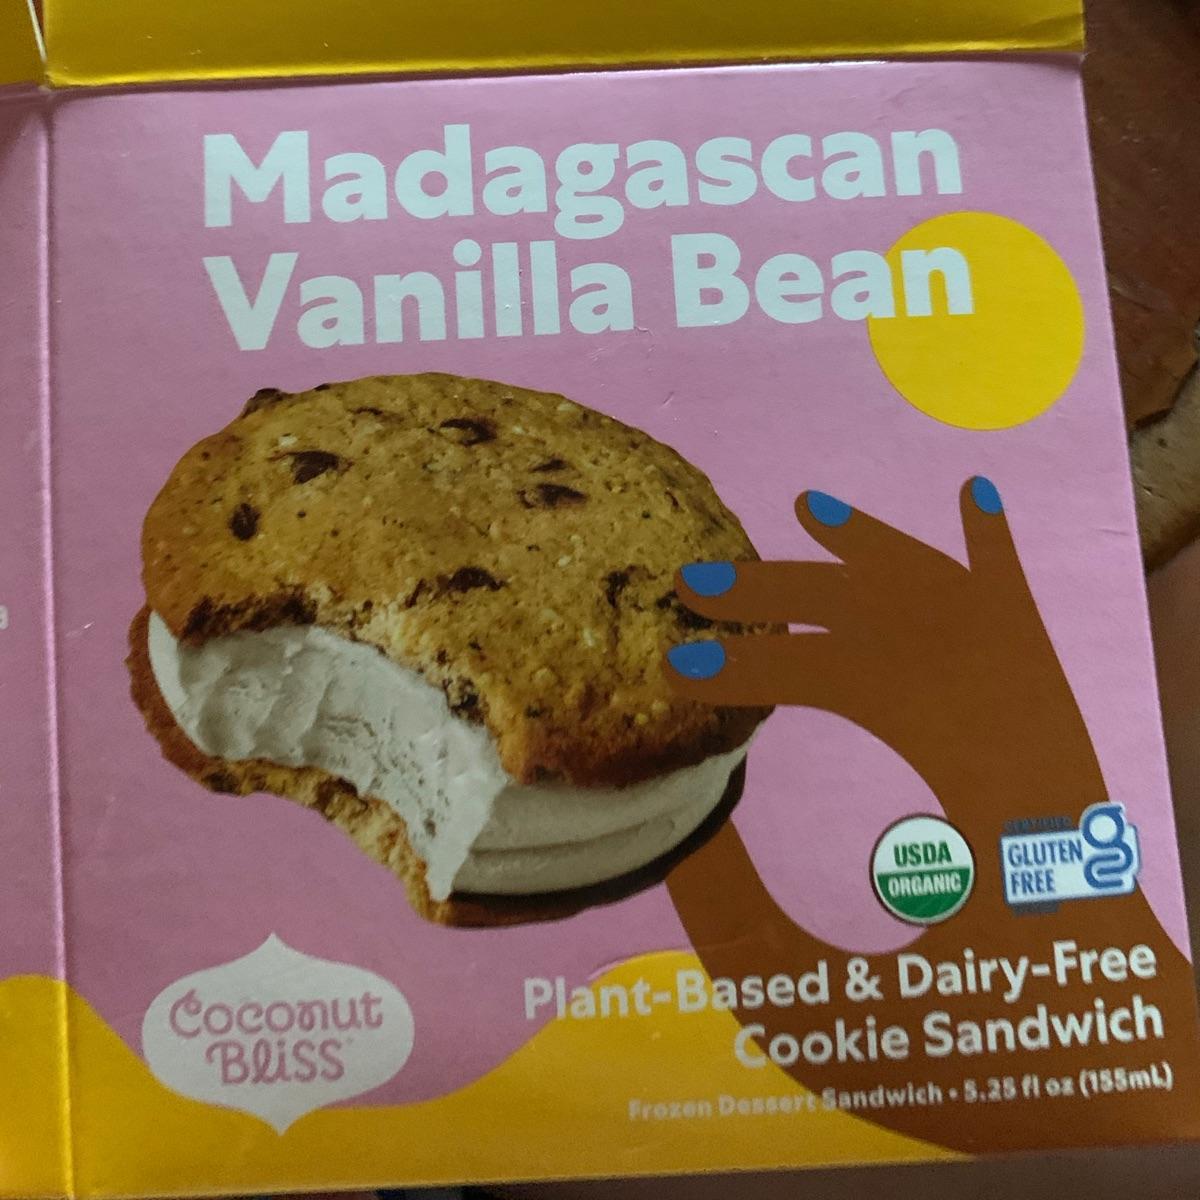 Madagascan
Vanilla Bean
USDA
ORGANIC
CERTIFIED
GLUTEN
FREE
Coconut
Bliss
Plant-Based & Dairy-Free
Cookie Sandwich
Frozen Dessert Sandwich • 5.25 fl oz (155mL)